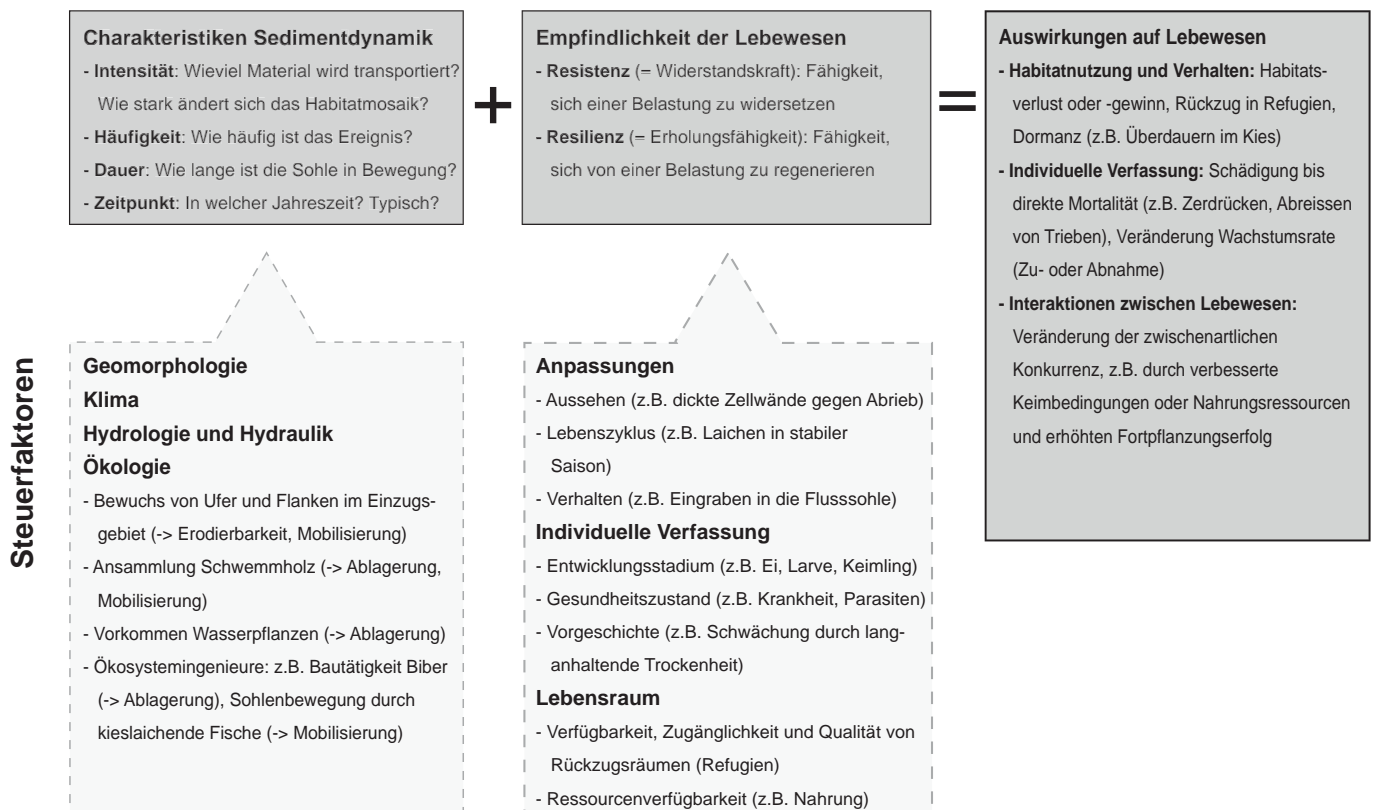 Charakteristiken Sedimentdynamik
- Intensität: Wieviel Material wird transportiert?
Wie stark ändert sich das Habitatmosaik?
- Häufigkeit: Wie häufig ist das Ereignis?
- Dauer: Wie lange ist die Sohle in Bewegung?
- Zeitpunkt: In welcher Jahreszeit? Typisch?
+
Empfindlichkeit der Lebewesen
- Resistenz (= Widerstandskraft): Fähigkeit,
sich einer Belastung zu widersetzen
- Resilienz (= Erholungsfähigkeit): Fähigkeit,
sich von einer Belastung zu regenerieren
=
Auswirkungen auf Lebewesen
- Habitatnutzung und Verhalten: Habitats-
verlust oder -gewinn, Rückzug in Refugien,
Dormanz (z.B. Überdauern im Kies)
- Individuelle Verfassung: Schädigung bis
direkte Mortalität (z.B. Zerdrücken, Abreissen
von Trieben), Veränderung Wachstumsrate
(Zu- oder Abnahme)
- Interaktionen zwischen Lebewesen:
Veränderung der zwischenartlichen
Konkurrenz, z.B. durch verbesserte
Keimbedingungen oder Nahrungsressourcen
und erhöhten Fortpflanzungserfolg
Steuerfaktoren
Geomorphologie
Klima
Hydrologie und Hydraulik
Ökologie
- Bewuchs von Ufer und Flanken im Einzugs-
gebiet (-> Erodierbarkeit, Mobilisierung)
- Ansammlung Schwemmholz (-> Ablagerung,
Mobilisierung)
- Vorkommen Wasserpflanzen (-> Ablagerung)
- Ökosystemingenieure: z.B. Bautätigkeit Biber
(-> Ablagerung), Sohlenbewegung durch
kieslaichende Fische (-> Mobilisierung)
Anpassungen
- Aussehen (z.B. dickte Zellwände gegen Abrieb)
- Lebenszyklus (z.B. Laichen in stabiler
Saison)
- Verhalten (z.B. Eingraben in die Flusssohle)
Individuelle Verfassung
- Entwicklungsstadium (z.B. Ei, Larve, Keimling)
- Gesundheitszustand (z.B. Krankheit, Parasiten)
- Vorgeschichte (z.B. Schwächung durch lang-
anhaltende Trockenheit)
Lebensraum
- Verfügbarkeit, Zugänglichkeit und Qualität von
Rückzugsräumen (Refugien)
- Ressourcenverfügbarkeit (z.B. Nahrung)